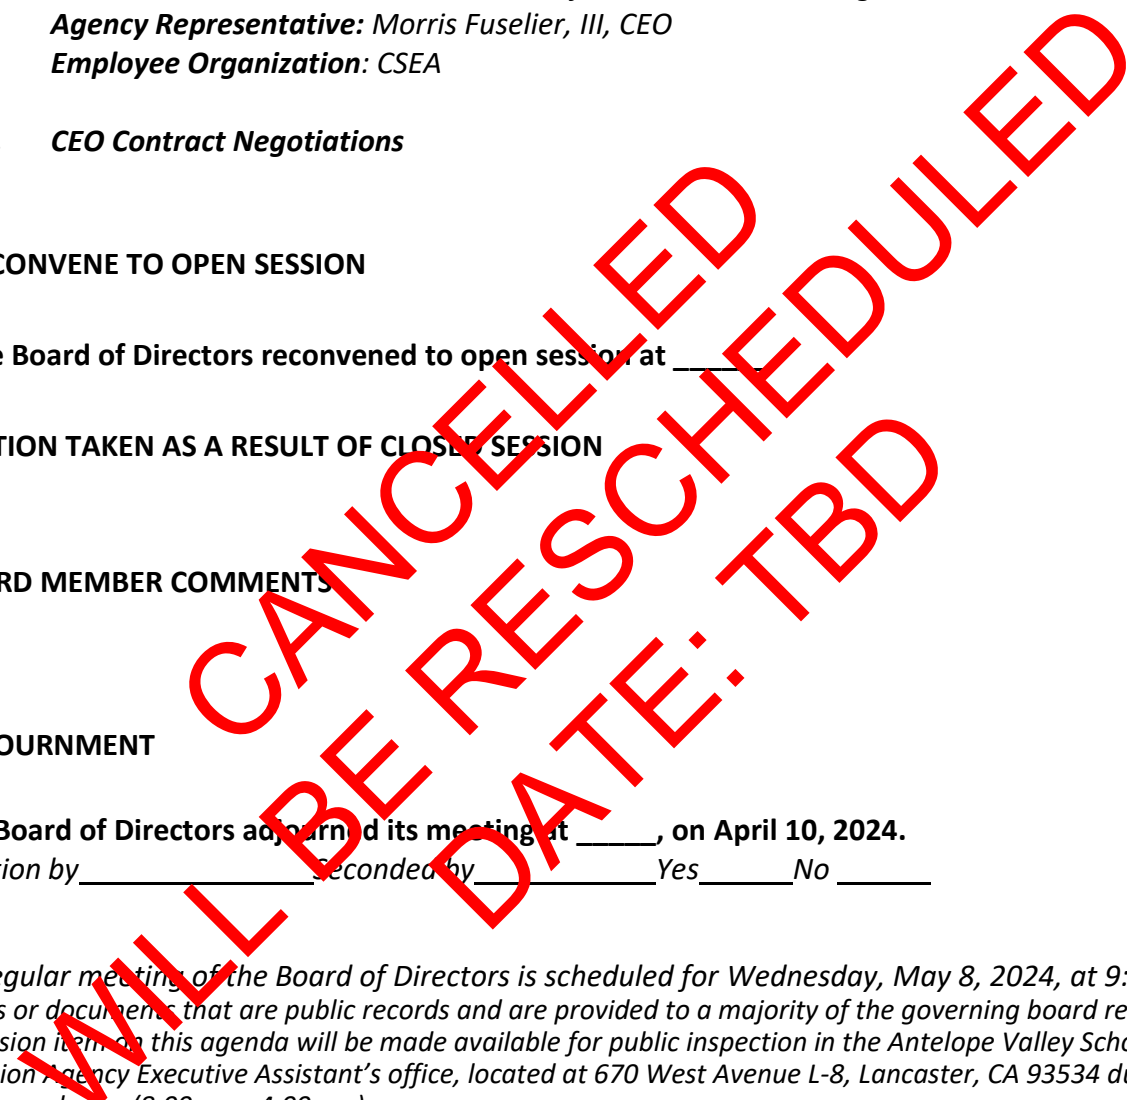 Agency Representative: Morris Fuselier, III, CEO
Employee Organization: CSEA
CEO Contract Negotiations
CONVENE TO OPEN SESSION
e Board of Directors reconvened to open session at ______
TION TAKEN AS A RESULT OF CLOSED SESSION
RD MEMBER COMMENTS
OURNMENT
Board of Directors adjourned its meeting at _____, on April 10, 2024.
ion by_______________Seconded by____________Yes______No ______
egular meeting of the Board of Directors is scheduled for Wednesday, May 8, 2024, at 9:
s or documents that are public records and are provided to a majority of the governing board re
sion item on this agenda will be made available for public inspection in the Antelope Valley Scho
ion Agency Executive Assistant's office, located at 670 West Avenue L-8, Lancaster, CA 93534 du
CANCELLED
WILL BE RESCHEDULED
DATE: TBD